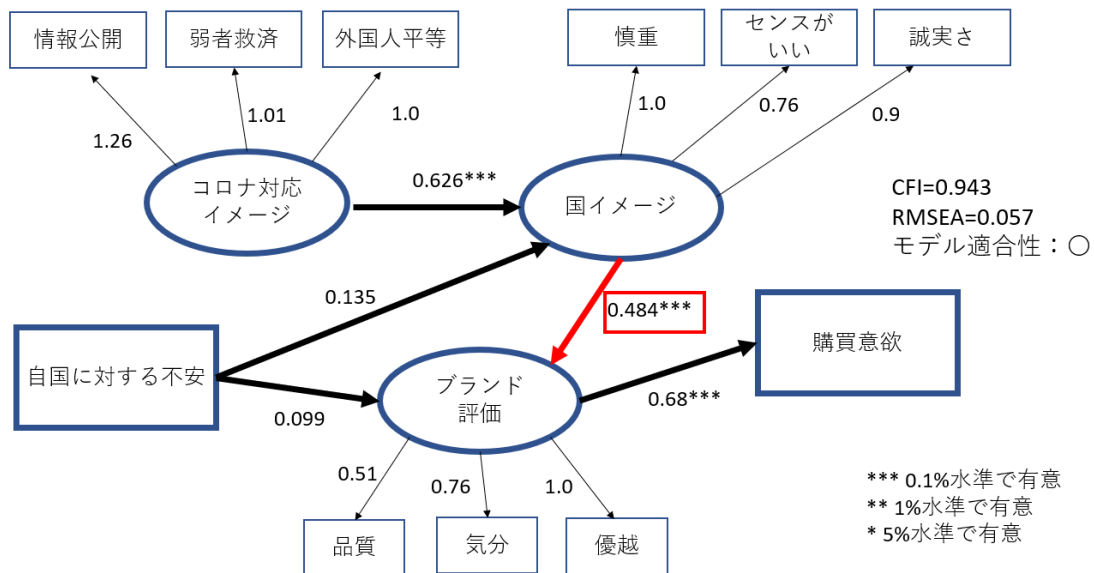 情報公開
弱者救済
外国人平等
慎重
センスが
いい
誠実さ
1.26
1.01
1.0
1.0
0.76
0.9
コロナ対応
イメージ
0.626***
国イメージ
CFI=0.943
RMSEA=0.057
モデル適合性：〇
0.135
0.484***
自国に対する不安
購買意欲
0.099
ブランド
評価
0.68***
0.51
0.76
1.0
品質
気分
優越
*** 0.1%水準で有意
** 1%水準で有意
* 5%水準で有意